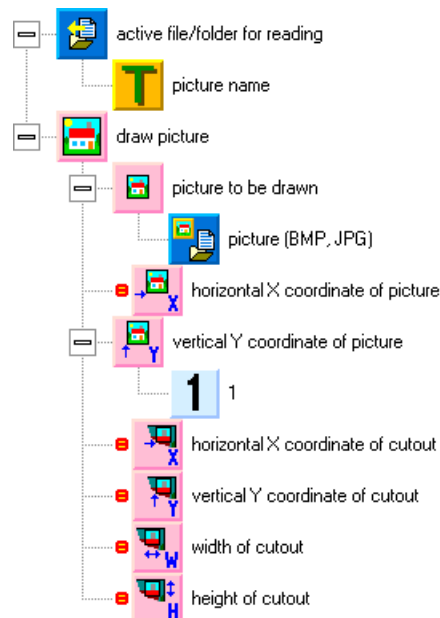 active file/folder for reading
T picture name
draw picture
picture to be drawn
picture (BMP, JPG)
X horizontal X coordinate of picture
Y vertical Y coordinate of picture
1 1
X horizontal X coordinate of cutout
Y vertical Y coordinate of cutout
W width of cutout
H height of cutout